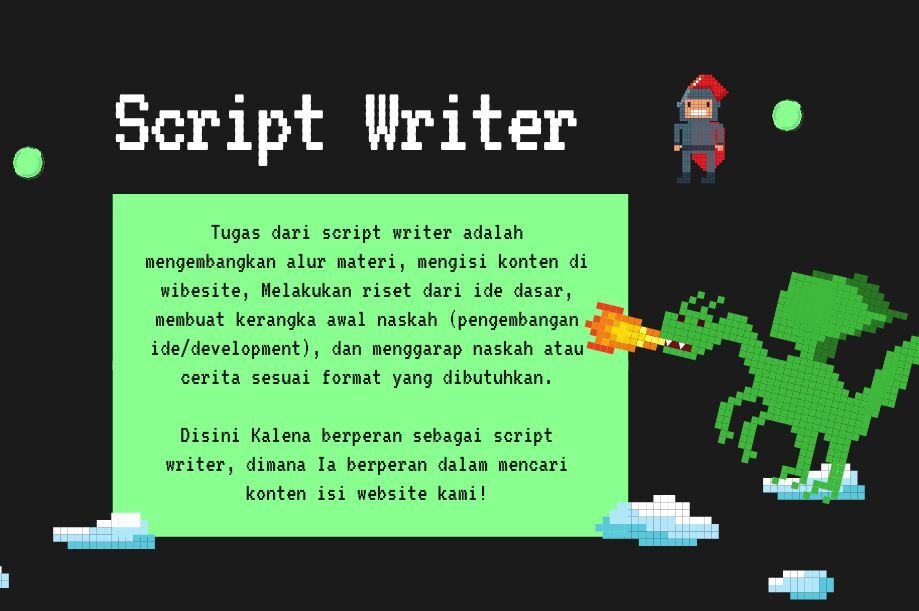 Script Writer
Tugas dari script writer adalah
mengembangkan alur materi, mengisi konten di
wibesite, Melakukan riset dari ide dasar,
membuat kerangka awal naskah (pengembangan
ide/development), dan menggarap naskah atau
cerita sesuai format yang dibutuhkan.
Disini Kalena berperan sebagai script
writer, dimana Ia berperan dalam mencari
konten isi website kami!